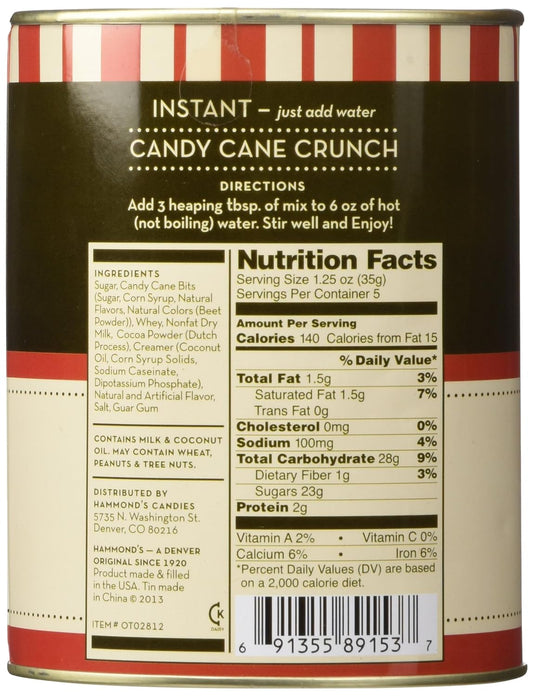 INSTANT – just add water
CANDY CANE CRUNCH
DIRECTIONS
Add 3 heaping tbsp. of mix to 6 oz of hot
(not boiling) water. Stir well and Enjoy!
INGREDIENTS
Sugar, Candy Cane Bits
(Sugar, Corn Syrup, Natural
Flavors, Natural Colors (Beet
Powder)), Whey, Nonfat Dry
Milk, Cocoa Powder (Dutch
Process), Creamer (Coconut
Oil, Corn Syrup Solids,
Sodium Caseinate,
Dipotassium Phosphate),
Natural and Artificial Flavor,
Salt, Guar Gum
CONTAINS MILK & COCONUT
OIL. MAY CONTAIN WHEAT,
PEANUTS & TREE NUTS.
DISTRIBUTED BY
HAMMOND'S CANDIES
5735 N. Washington St.
Denver, CO 80216
HAMMOND'S – A DENVER
ORIGINAL SINCE 1920
Product made & filled
in the USA. Tin made
in China © 2013
K
DAIRY
ITEM # OT02812
Nutrition Facts
Serving Size 1.25 oz (35g)
Servings Per Container 5
Amount Per Serving
Calories 140 Calories from Fat 15
% Daily Value*
Total Fat 1.5g 3%
Saturated Fat 1.5g 7%
Trans Fat 0g
Cholesterol 0mg 0%
Sodium 100mg 4%
Total Carbohydrate 28g 9%
Dietary Fiber 1g 3%
Sugars 23g
Protein 2g
Vitamin A 2% • Vitamin C 0%
Calcium 6% • Iron 6%
*Percent Daily Values (DV) are based
on a 2,000 calorie diet.
6 91355 89153 7